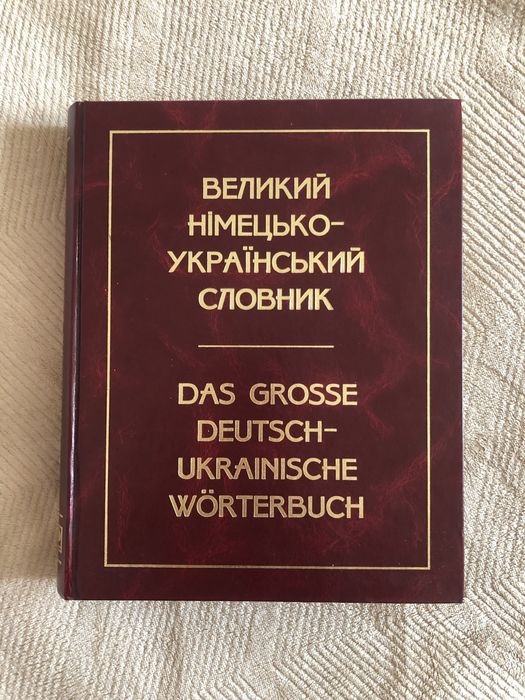 ВЕЛИКИЙ
НІМЕЦЬКО-
УКРАЇНСЬКИЙ
СЛОВНИК
DAS GROSSE
DEUTSCH-
UKRAINISCHE
WÖRTERBUCH